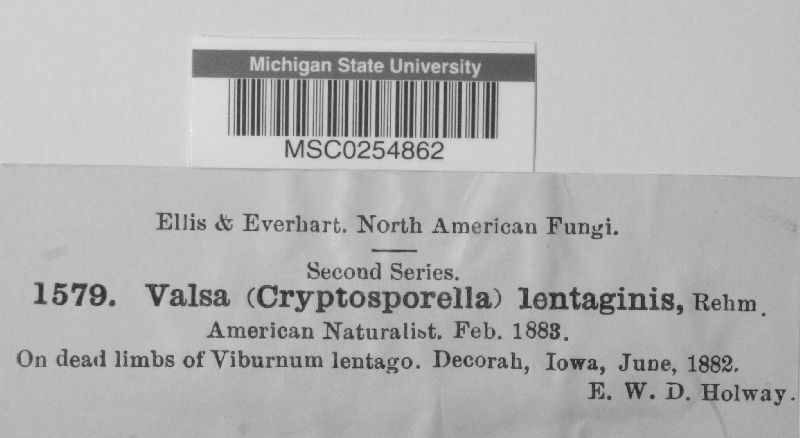 Michigan State University
MSC0254862
Ellis & Everhart. North American Fungi.
Second Series.
1579. Valsa (Cryptosporella) lentaginis, Rehm.
American Naturalist. Feb. 1883.
On dead limbs of Viburnum lentago. Decorah, Iowa, June, 1882.
E. W. D. Holway.